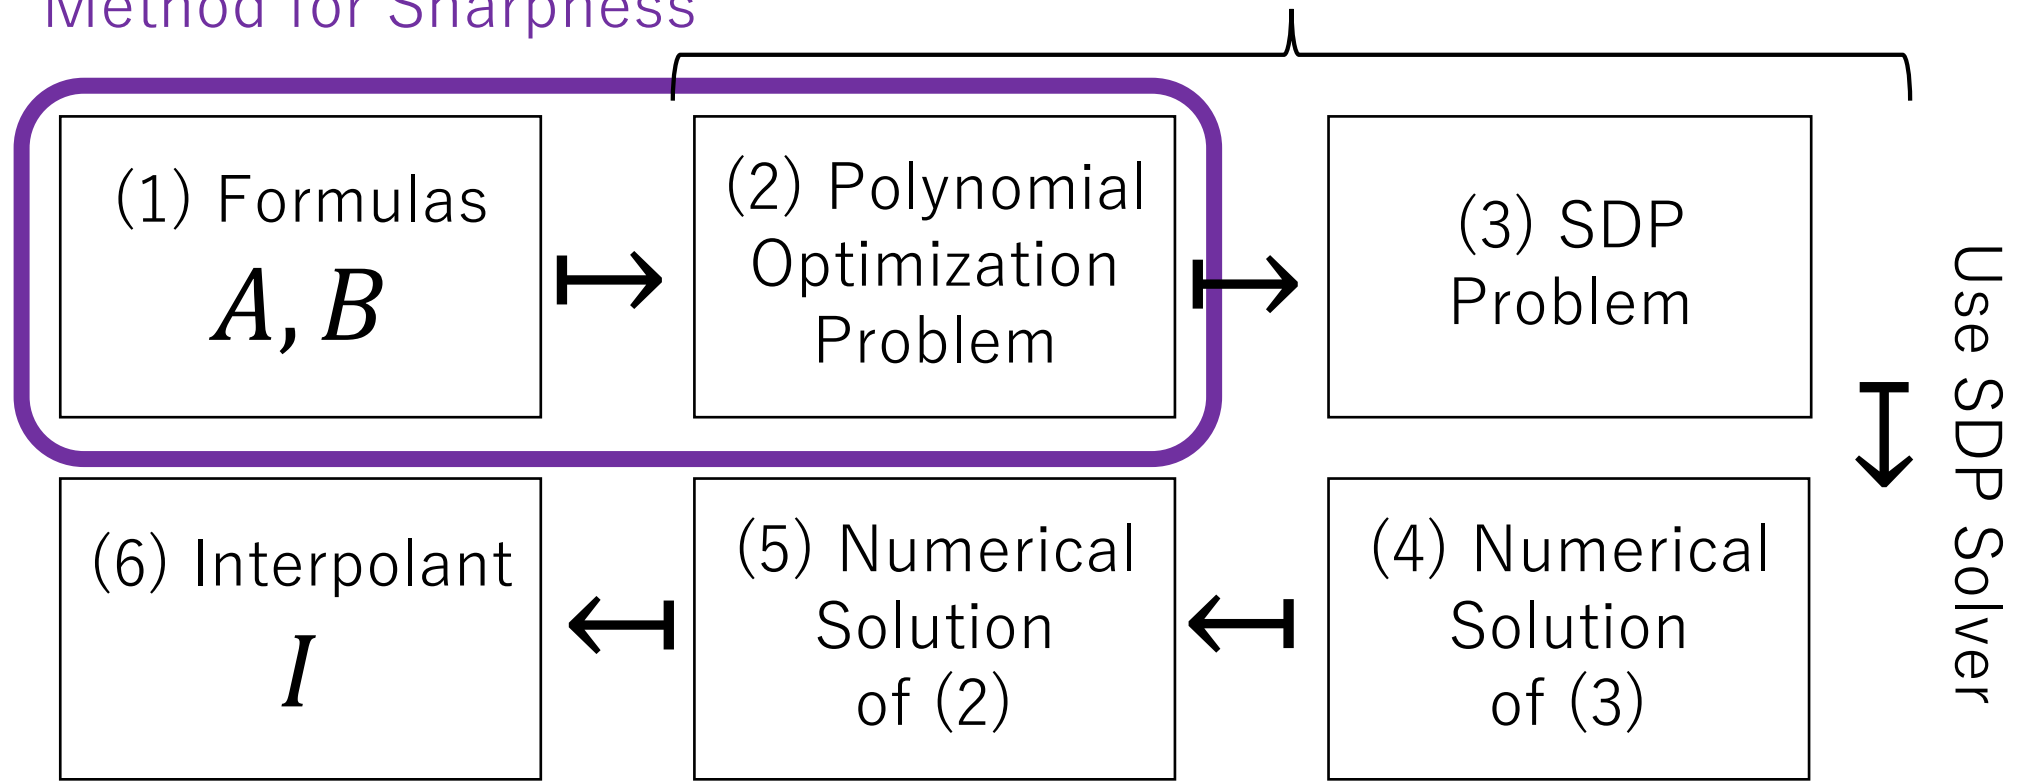 Method for Sharpness
(1) Formulas
A, B
(2) Polynomial
Optimization
Problem
(3) SDP
Problem
Use SDP Solver
(4) Numerical
Solution
of (3)
(5) Numerical
Solution
of (2)
(6) Interpolant
I